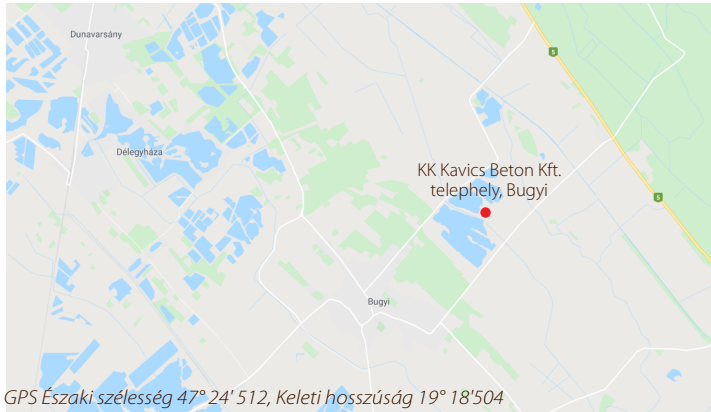 Dunavarsány
5
Délegyháza
KK Kavics Beton Kft.
telephely, Bugyi
5
Bugyi
5
GPS Északi szélesség 47° 24' 512, Keleti hosszúság 19° 18'504